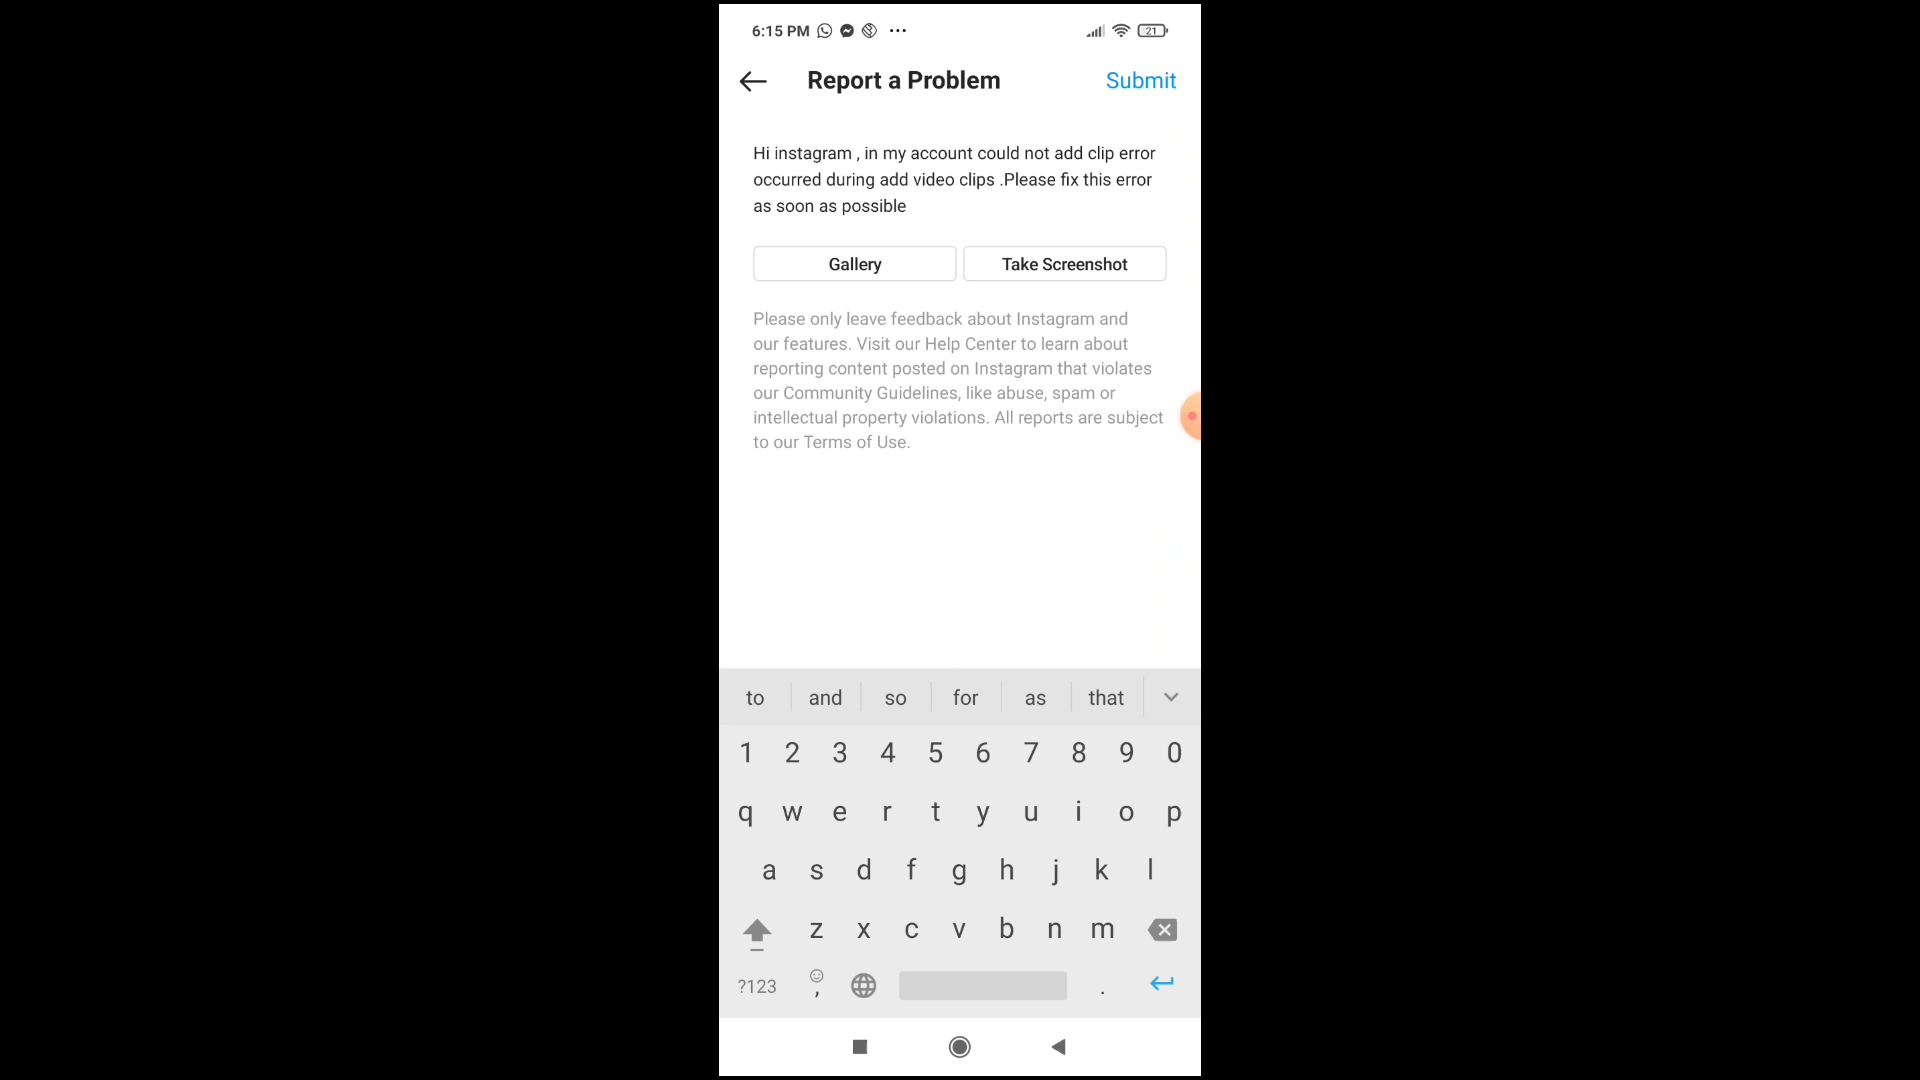 6:15 PM ... 21
Report a Problem Submit
Hi instagram , in my account could not add clip error
occurred during add video clips .Please fix this error
as soon as possible
Gallery Take Screenshot
Please only leave feedback about Instagram and
our features. Visit our Help Center to learn about
reporting content posted on Instagram that violates
our Community Guidelines, like abuse, spam or
intellectual property violations. All reports are subject
to our Terms of Use.
to and so for as that
1 2 3 4 5 6 7 8 9 0
q w e r t y u i o p
a s d f g h j k l
z x c v b n m
?123 , .